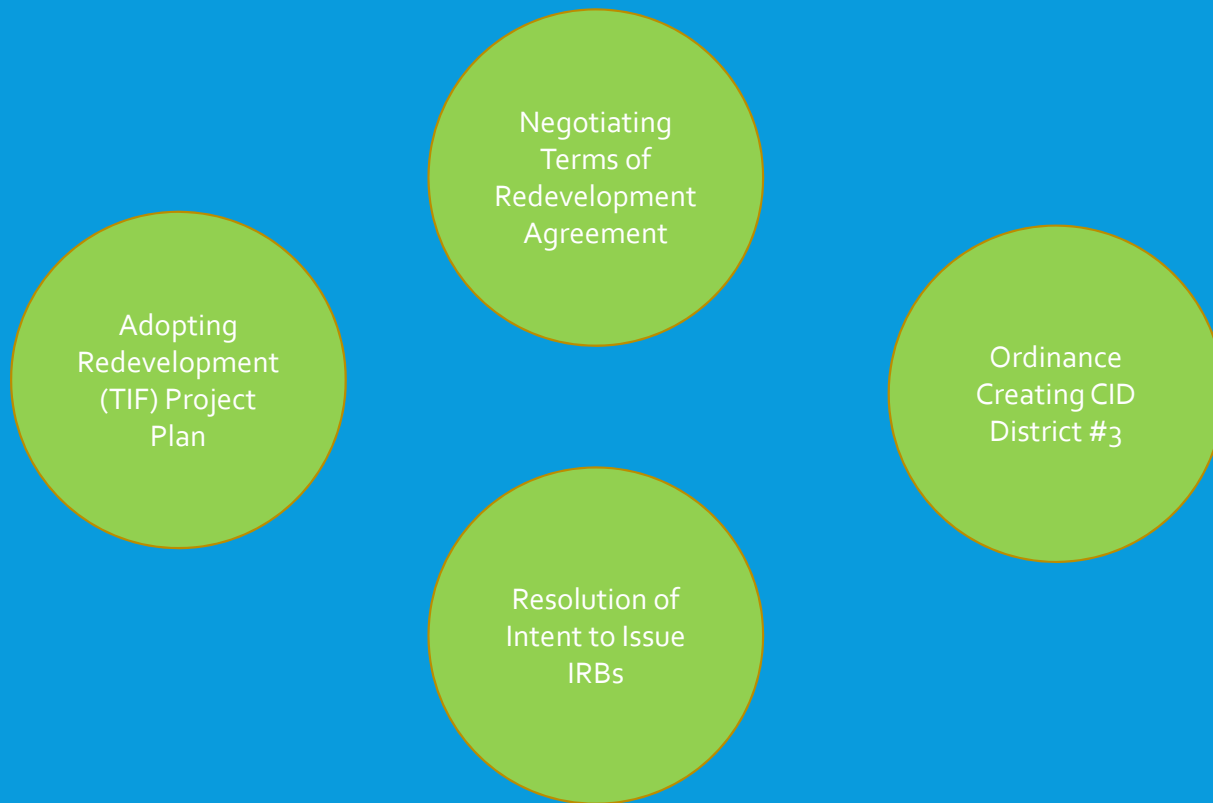 Negotiating
Terms of
Redevelopment
Agreement
Adopting
Redevelopment
(TIF) Project
Plan
Ordinance
Creating CID
District #3
Resolution of
Intent to Issue
IRBs